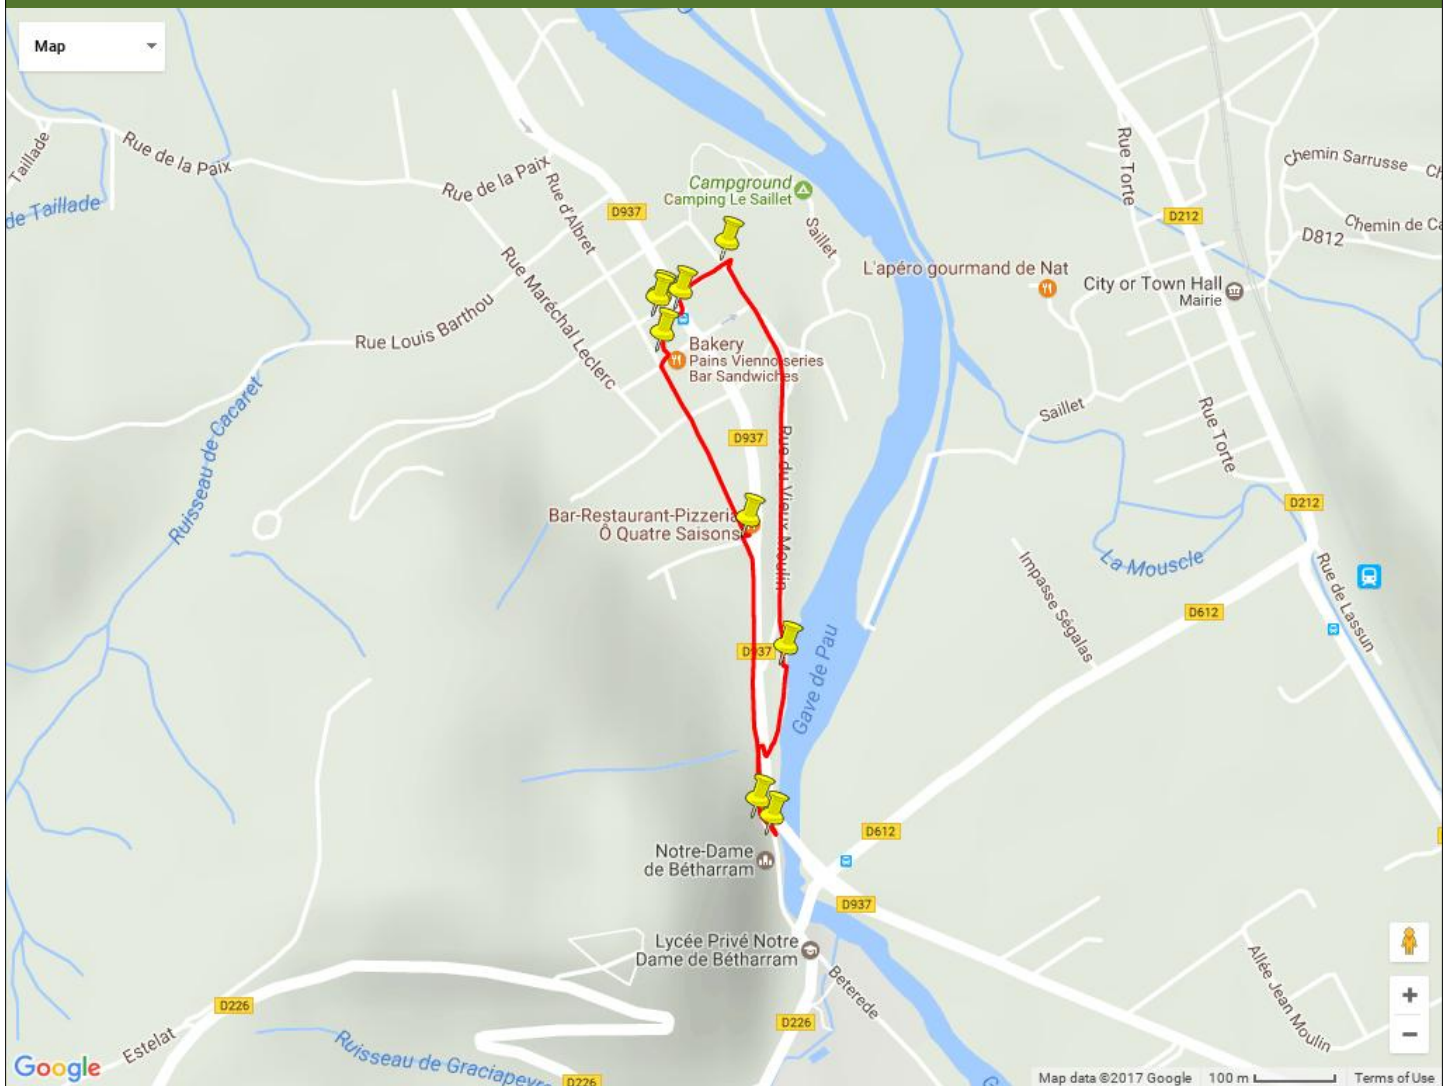 Map
Taillade
Rue de la Paix
Rue de la Paix
Rue d'Albret
de Taillade
D937
Campground
Camping Le Saillet
Saillet
Rue Torte
Chemin Sarrusse
D212
Chemin de Ca
D812
Rue Maréchal Leclerc
L'apéro gourmand de Nat
City or Town Hall
Mairie
Rue Louis Barthou
Bakery
Pains Viennoiseries
Bar Sandwiches
Ruisseau de Cacaret
D937
Rue du Vieux Moulin
Saillet
Rue Torte
D212
Bar-Restaurant-Pizzeria
Ô Quatre Saisons
La Mouscle
Impasse Ségalas
Rue de Lassun
D612
D937
Gave de Pau
D612
Notre-Dame
de Bétharram
D937
Lycée Privé Notre
Dame de Bétharram
Beterede
Allée Jean Moulin
D226
Estelat
D226
Ruisseau de Graciapeyre
D226
G
Google
Map data ©2017 Google
100 m
Terms of Use